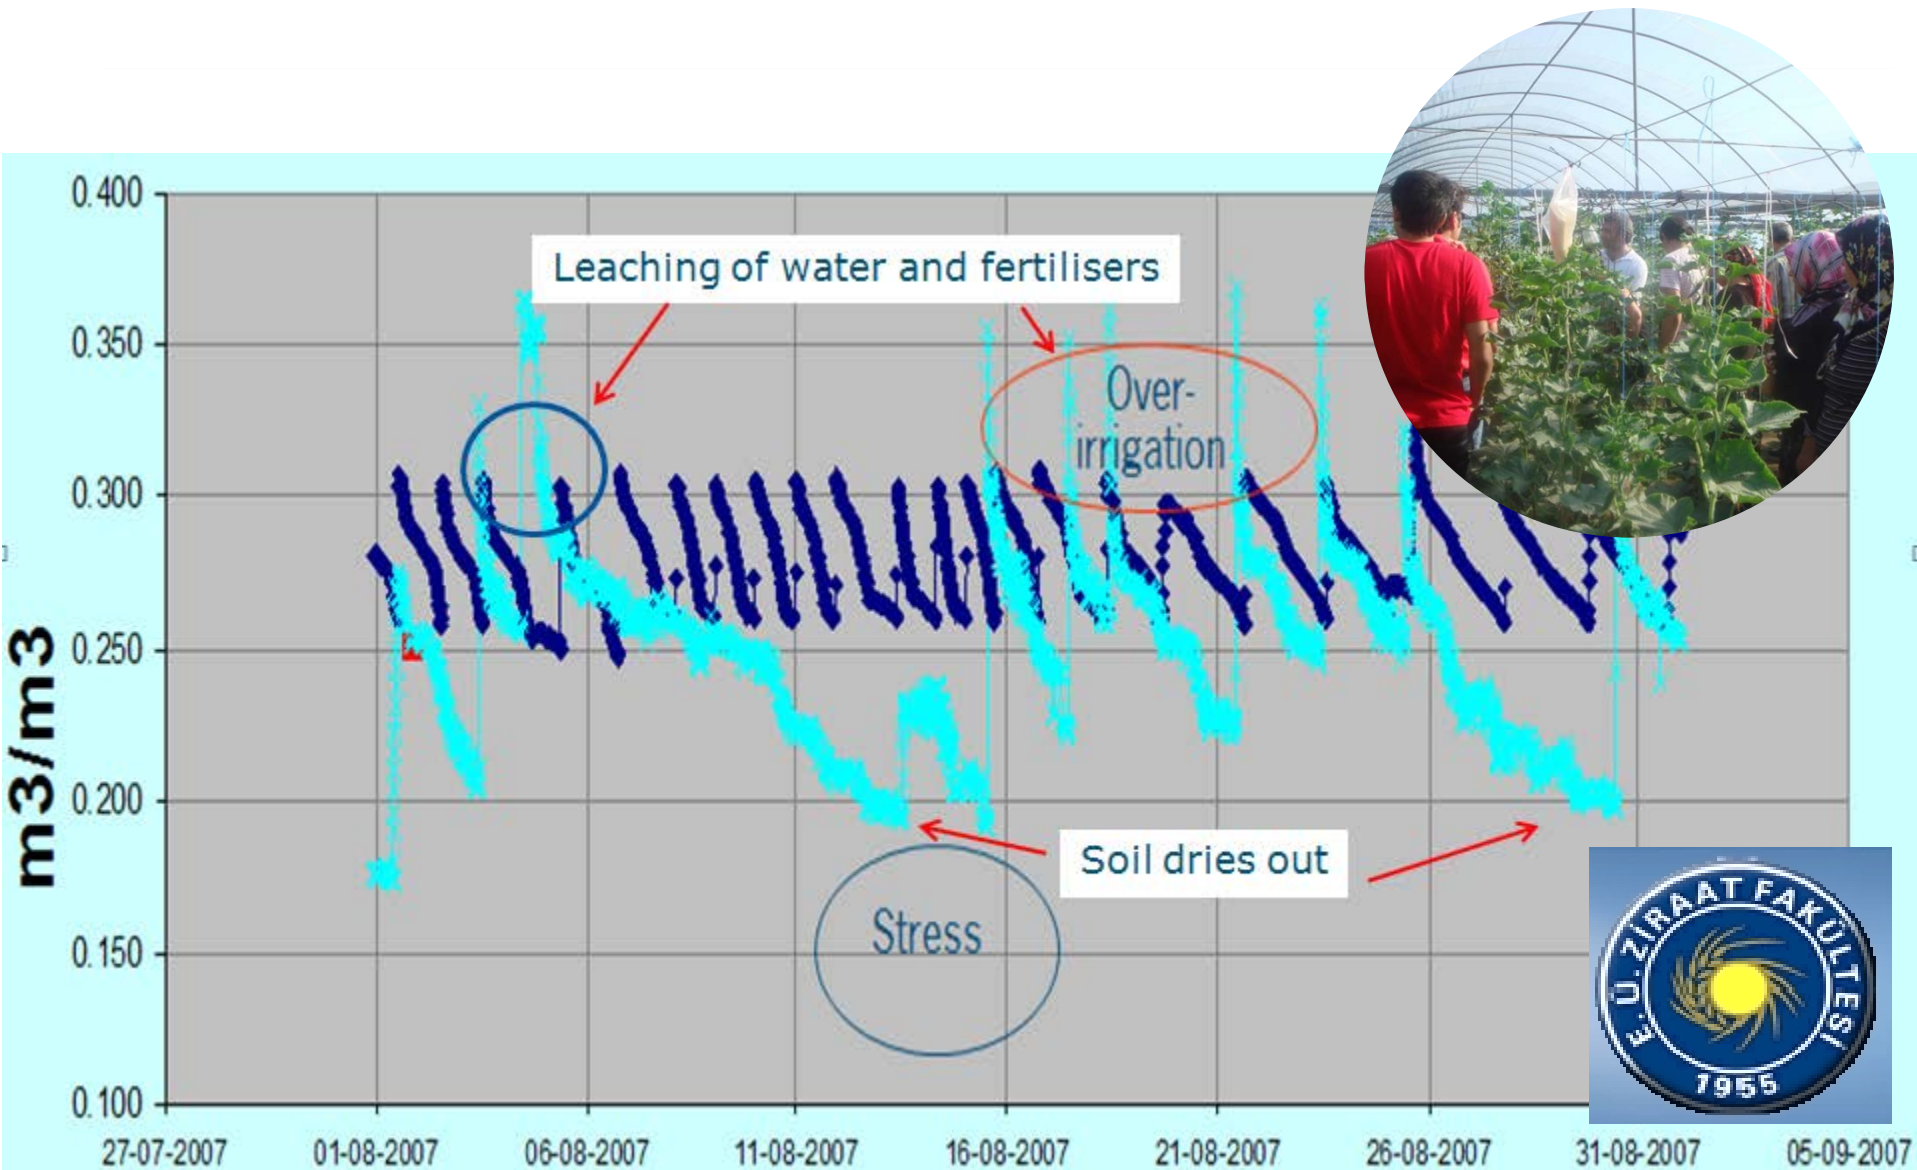 0.400
Leaching of water and fertilisers
0.350
Over-
irrigation
0.300
0.250
m3/m3
0.200
Soil dries out
Stress
0.150
0.100
27-07-2007 01-08-2007 06-08-2007 11-08-2007 16-08-2007 21-08-2007 26-08-2007 31-08-2007 05-09-2007
E.Ü.ZİRAAT FAKÜLTESİ
1955